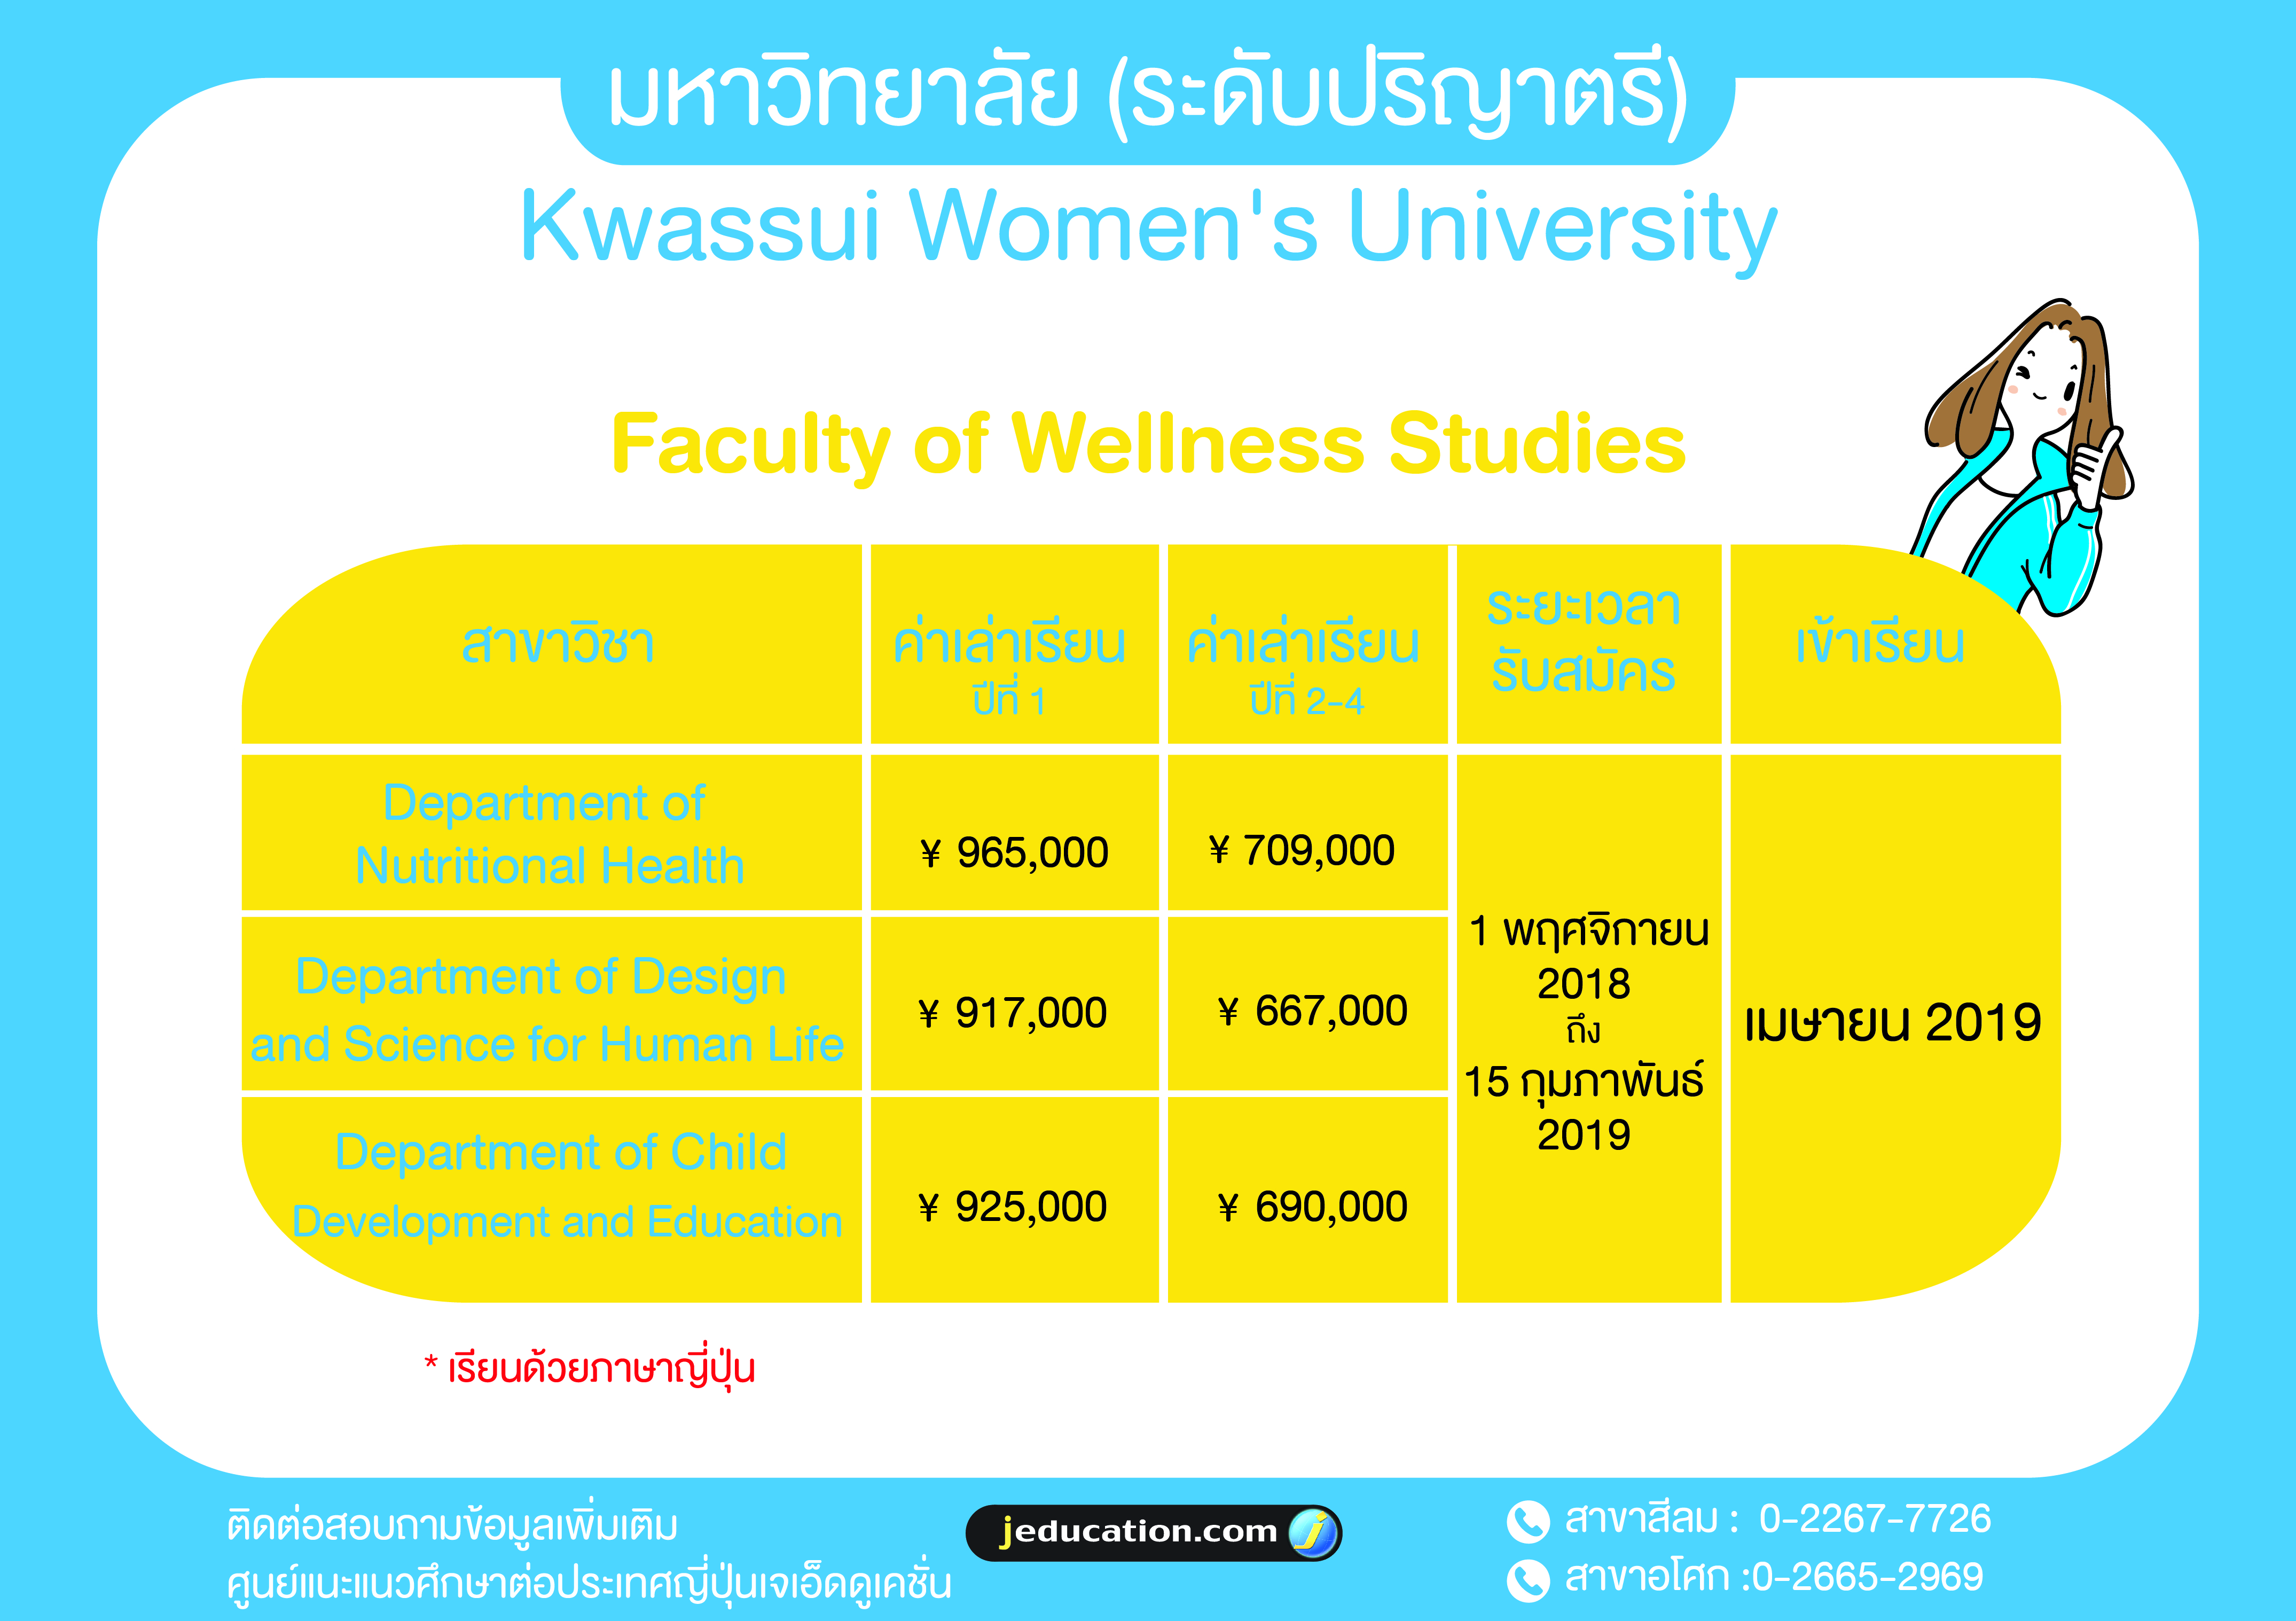 มหาวิทยาลัย (ระดับปริญาตรี)
Kwassui Women's University
Faculty of Wellness Studies
สาขาวิชา
ค่าเล่าเรียน
ปีที่ 1
ค่าเล่าเรียน
ปีที่ 2-4
ระยะเวลา
รับสมัคร
เข้าเรียน
Department of
Nutritional Health
¥ 965,000
¥ 709,000
Department of Design
and Science for Human Life
¥ 917,000
¥ 667,000
Department of Child
Development and Education
¥ 925,000
¥ 690,000
1 พฤศจิกายน
2018
ถึง
15 กุมภาพันธ์
2019
เมษายน 2019
* เรียนด้วยภาษาญี่ปุ่น
ติดต่อสอบถามข้อมูลเพิ่มเติม
ศูนย์แนะแนวศึกษาต่อประเทศญี่ปุ่นเจเอ็ดดูเคชั่น
jeducation.com j
สาขาสีลม : 0-2267-7726
สาขาอโศก :0-2665-2969